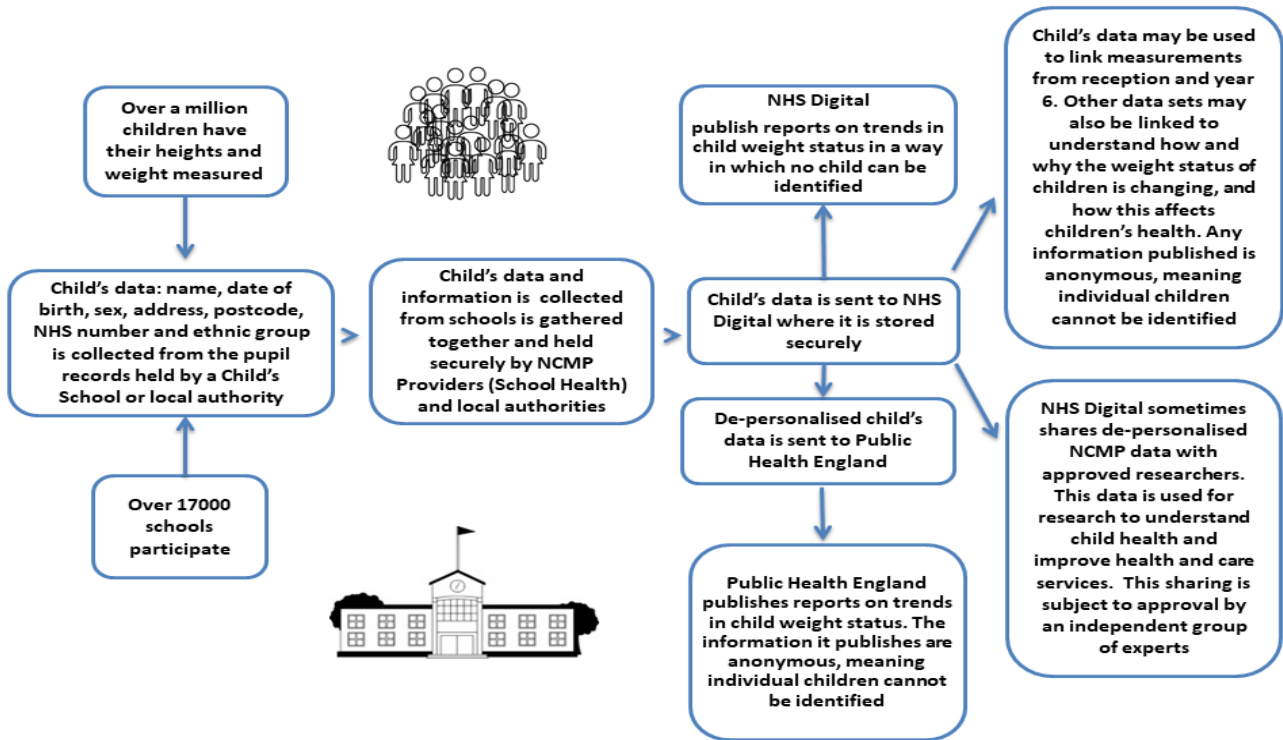 Over a million
children have
their heights and
weight measured
Child’s data: name, date of
birth, sex, address, postcode,
NHS number and ethnic group
is collected from the pupil
records held by a Child’s
School or local authority
Over 17000
schools
participate
Child’s data and
information is collected
from schools is gathered
together and held
securely by NCMP
Providers (School Health)
and local authorities
NHS Digital
publish reports on trends in
child weight status in a way
in which no child can be
identified
Child’s data is sent to NHS
Digital where it is stored
securely
De-personalised child’s
data is sent to Public
Health England
Public Health England
publishes reports on trends
in child weight status. The
information it publishes are
anonymous, meaning
individual children cannot
be identified
Child’s data may be used
to link measurements
from reception and year
6. Other data sets may
also be linked to
understand how and
why the weight status of
children is changing, and
how this affects
children’s health. Any
information published is
anonymous, meaning
individual children
cannot be identified
NHS Digital sometimes
shares de-personalised
NCMP data with
approved researchers.
This data is used for
research to understand
child health and
improve health and care
services. This sharing is
subject to approval by
an independent group
of experts